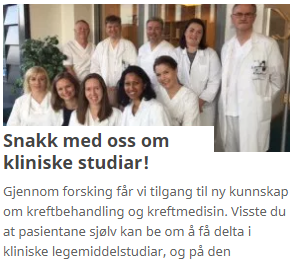 Snakk med oss om
kliniske studiar!
Gjennom forsking får vi tilgang til ny kunnskap
om kreftbehandling og kreftmedisin. Visste du
at pasientane sjølv kan be om å få delta i
kliniske legemiddelstudiar, og på den